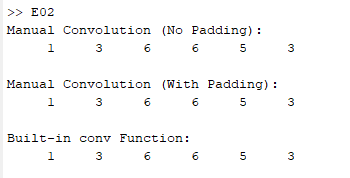 >> E02
Manual Convolution (No Padding):
1 3 6 6 5 3
Manual Convolution (With Padding):
1 3 6 6 5 3
Built-in conv Function:
1 3 6 6 5 3